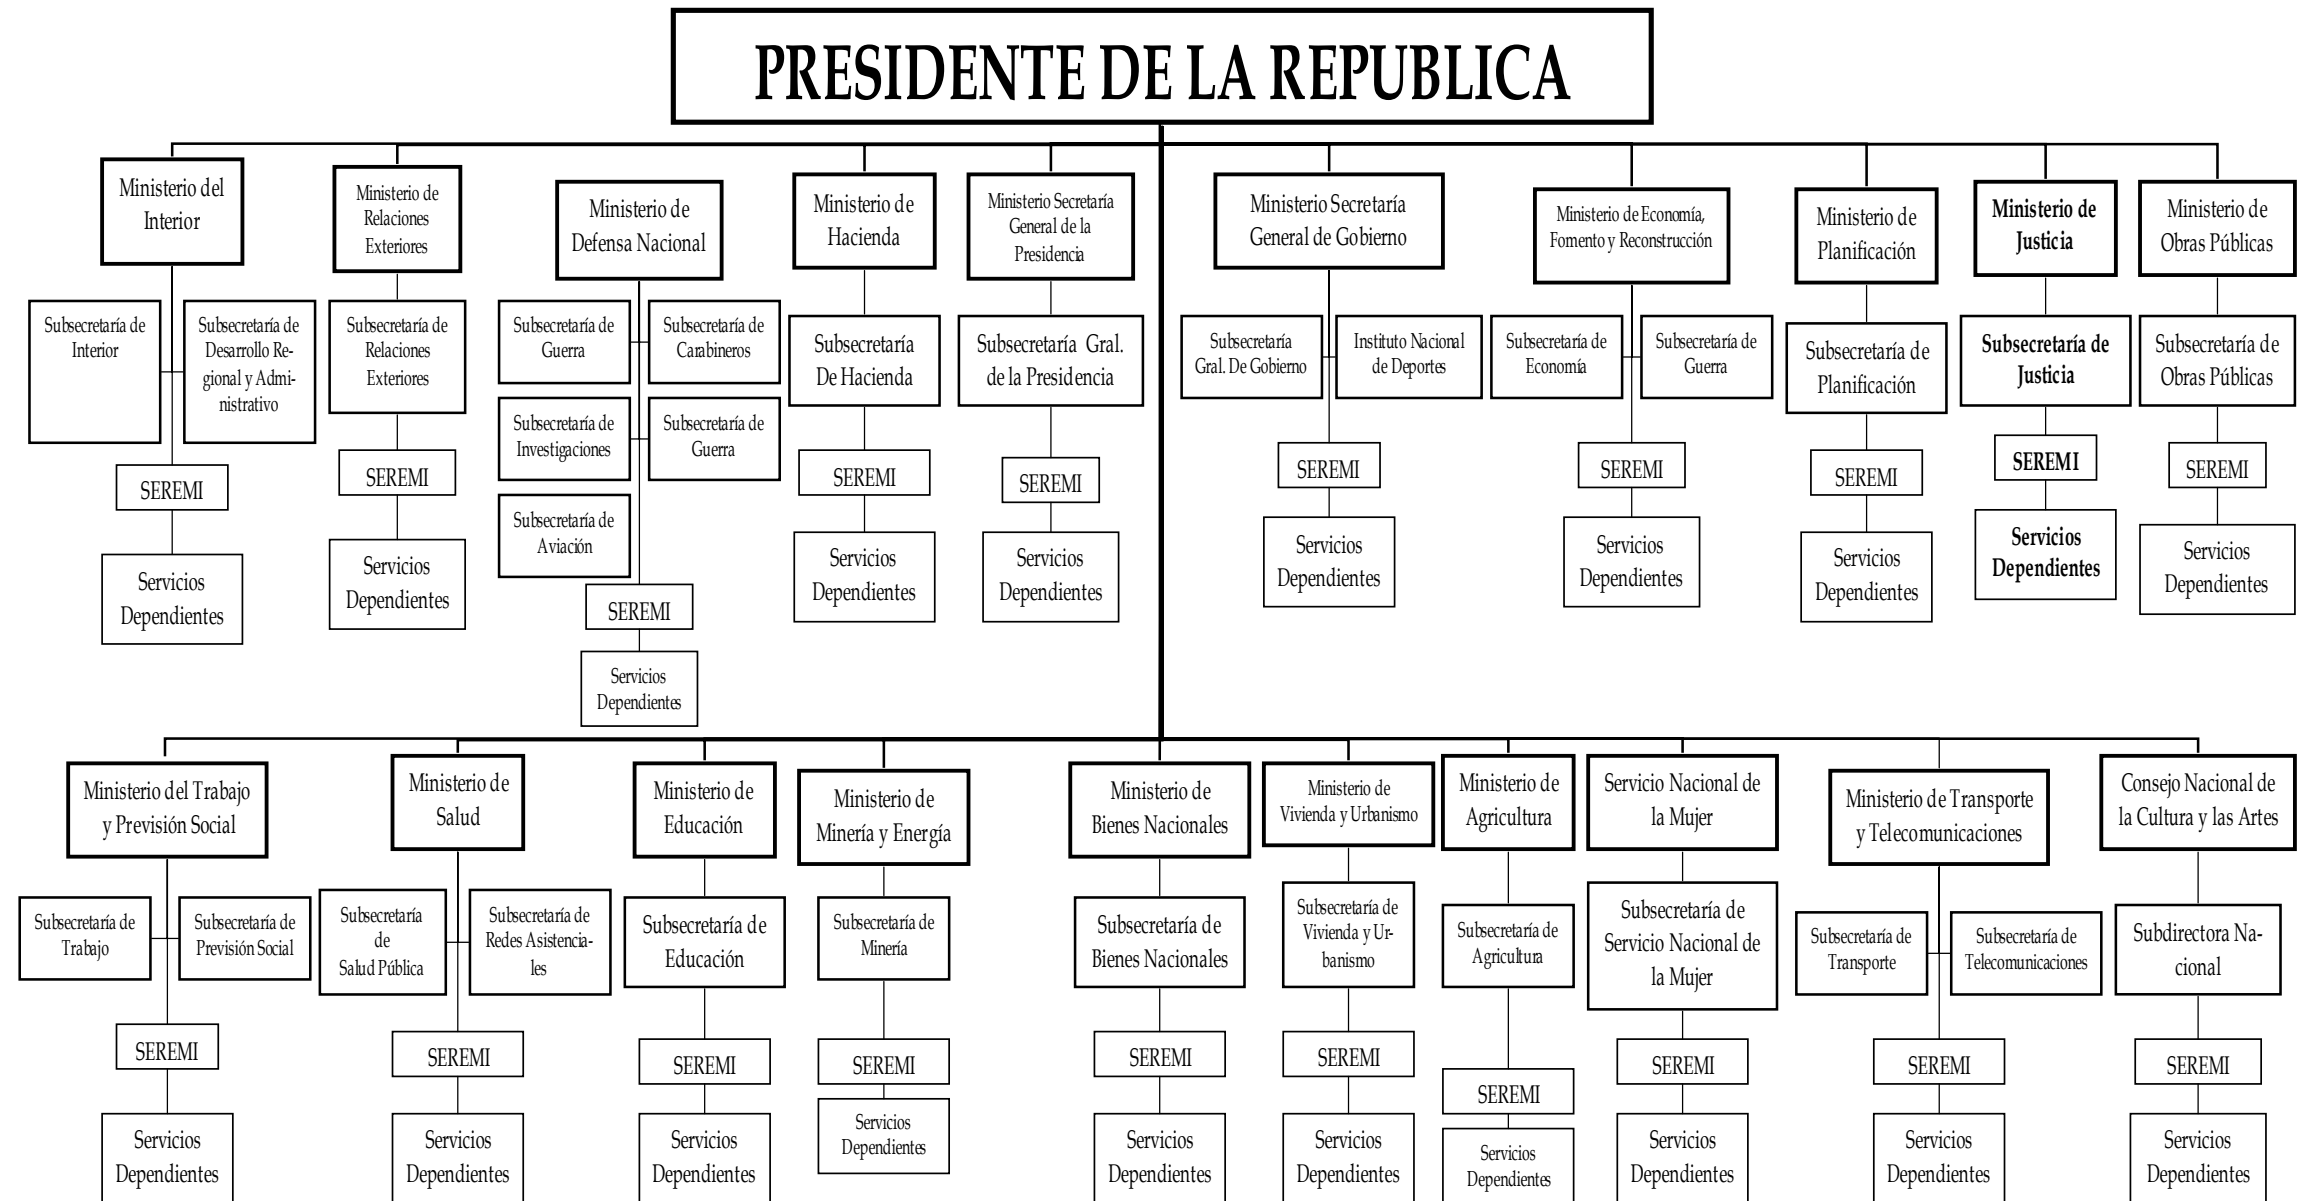 PRESIDENTE DE LA REPUBLICA
Ministerio del
Interior
Subsecretaría de
Interior
Subsecretaría de
Desarrollo Re-
gional y Admi-
nistrativo
SEREMI
Servicios
Dependientes
Ministerio de
Relaciones
Exteriores
Subsecretaría de
Relaciones
Exteriores
SEREMI
Servicios
Dependientes
Ministerio de
Defensa Nacional
Subsecretaría de
Guerra
Subsecretaría de
Carabineros
Subsecretaría de
Investigaciones
Subsecretaría de
Guerra
Subsecretaría de
Aviación
SEREMI
Servicios
Dependientes
Ministerio de
Hacienda
Subsecretaría
De Hacienda
SEREMI
Servicios
Dependientes
Ministerio Secretaría
General de la
Presidencia
Subsecretaría Gral.
de la Presidencia
SEREMI
Servicios
Dependientes
Ministerio Secretaría
General de Gobierno
Subsecretaría
Gral. De Gobierno
Instituto Nacional
de Deportes
SEREMI
Servicios
Dependientes
Ministerio de Economía,
Fomento y Reconstrucción
Subsecretaría de
Economía
Subsecretaría de
Guerra
SEREMI
Servicios
Dependientes
Ministerio de
Planificación
Subsecretaría de
Planificación
SEREMI
Servicios
Dependientes
Ministerio de
Justicia
Subsecretaría de
Justicia
SEREMI
Servicios
Dependientes
Ministerio de
Obras Públicas
Subsecretaría de
Obras Públicas
SEREMI
Servicios
Dependientes
Ministerio del Trabajo
y Previsión Social
Subsecretaría de
Trabajo
Subsecretaría de
Previsión Social
SEREMI
Servicios
Dependientes
Ministerio de
Salud
Subsecretaría
de
Salud Pública
Subsecretaría de
Redes Asistencia-
les
SEREMI
Servicios
Dependientes
Ministerio de
Educación
Subsecretaría de
Educación
SEREMI
Servicios
Dependientes
Ministerio de
Minería y Energía
Subsecretaría de
Minería
SEREMI
Servicios
Dependientes
Ministerio de
Bienes Nacionales
Subsecretaría de
Bienes Nacionales
SEREMI
Servicios
Dependientes
Ministerio de
Vivienda y Urbanismo
Subsecretaría de
Vivienda y Ur-
banismo
SEREMI
Servicios
Dependientes
Ministerio de
Agricultura
Subsecretaría de
Agricultura
SEREMI
Servicios
Dependientes
Servicio Nacional de
la Mujer
Subsecretaría de
Servicio Nacional de
la Mujer
SEREMI
Servicios
Dependientes
Ministerio de Transporte
y Telecomunicaciones
Subsecretaría de
Transporte
Subsecretaría de
Telecomunicaciones
SEREMI
Servicios
Dependientes
Consejo Nacional de
la Cultura y las Artes
Subdirectora Na-
cional
SEREMI
Servicios
Dependientes